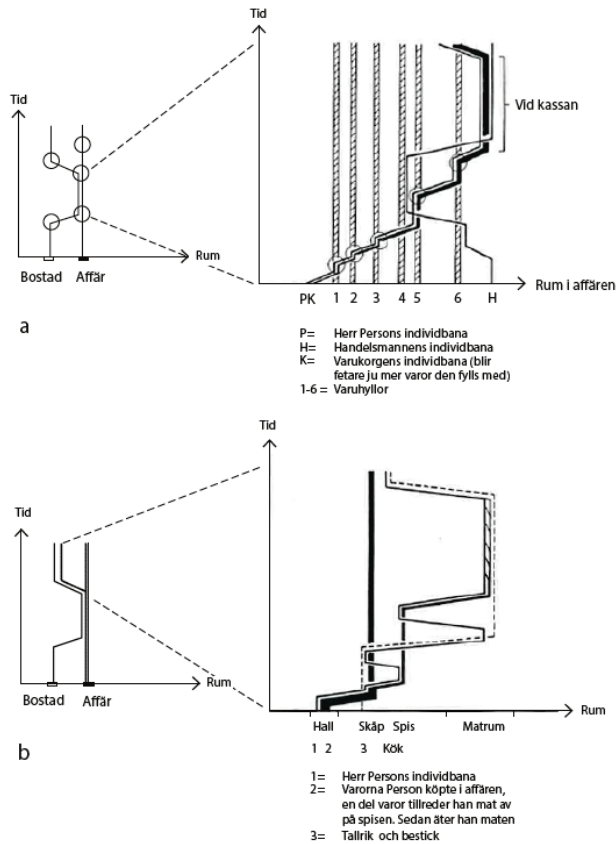 Tid
Tid
Vid kassan
Rum
Bostad Affär
Rum i affären
PK 1 2 3 4 5 6 H
a
P= Herr Persons individbana
H= Handelsmannens individbana
K= Varukorgens individbana (blir
fetare ju mer varor den fylls med)
1-6 = Varuhyllor
Tid
Tid
Rum
Bostad Affär
Rum
Hall Skåp Spis Matrum
1 2 3 Kök
b
1= Herr Persons individbana
2= Varorna Person köpte i affären,
en del varor tillreder han mat av
på spisen. Sedan äter han maten
3= Tallrik och bestick